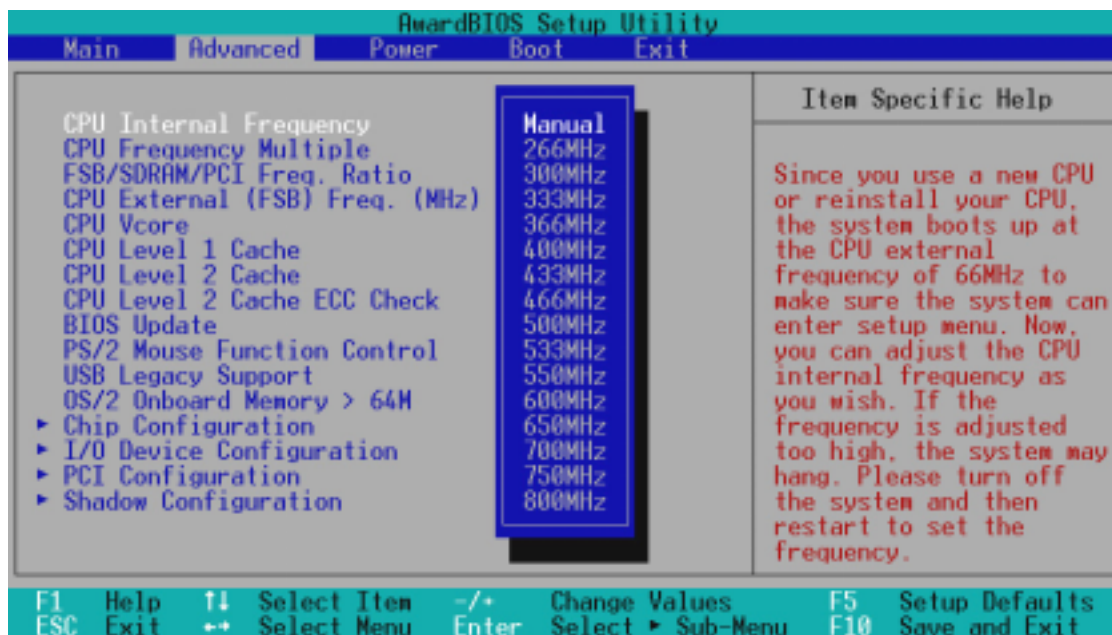 AwardBIOS Setup Utility
Main Advanced Power Boot Exit
CPU Internal Frequency Manual
CPU Frequency Multiple 266MHz
FSB/SDRAM/PCI Freq. Ratio 300MHz
CPU External (FSB) Freq. (MHz) 333MHz
CPU Vcore 366MHz
CPU Level 1 Cache 400MHz
CPU Level 2 Cache 433MHz
CPU Level 2 Cache ECC Check 466MHz
BIOS Update 500MHz
PS/2 Mouse Function Control 533MHz
USB Legacy Support 550MHz
OS/2 Onboard Memory > 64M 600MHz
► Chip Configuration 650MHz
► I/O Device Configuration 700MHz
► PCI Configuration 750MHz
► Shadow Configuration 800MHz
Item Specific Help
Since you use a new CPU
or reinstall your CPU,
the system boots up at
the CPU external
frequency of 66MHz to
make sure the system can
enter setup menu. Now,
you can adjust the CPU
internal frequency as
you wish. If the
frequency is adjusted
too high, the system may
hang. Please turn off
the system and then
restart to set the
frequency.
F1 Help ↑↓ Select Item -/+ Change Values F5 Setup Defaults
ESC Exit ←→ Select Menu Enter Select ► Sub-Menu F10 Save and Exit